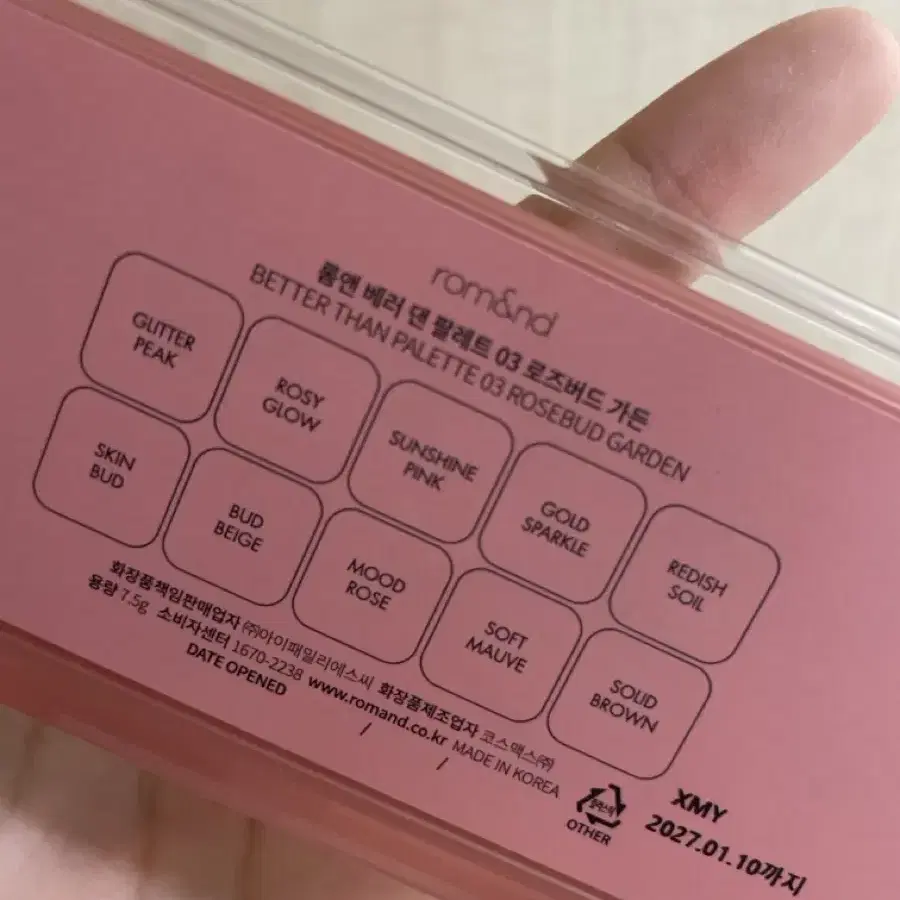 rom&nd
롬앤 베러 댄 팔레트 03 로즈버드 가든
BETTER THAN PALETTE 03 ROSEBUD GARDEN
GLITTER
PEAK
ROSY
GLOW
SUNSHINE
PINK
GOLD
SPARKLE
REDISH
SOIL
SKIN
BUD
BUD
BEIGE
MOOD
ROSE
SOFT
MAUVE
SOLID
BROWN
화장품책임판매업자 ㈜아이패밀리에스씨 화장품제조업자 코스맥스㈜
용량 7.5g 소비자센터 1670-2238 www.romand.co.kr MADE IN KOREA
DATE OPENED / /
OTHER
XMY
2027.01.10까지